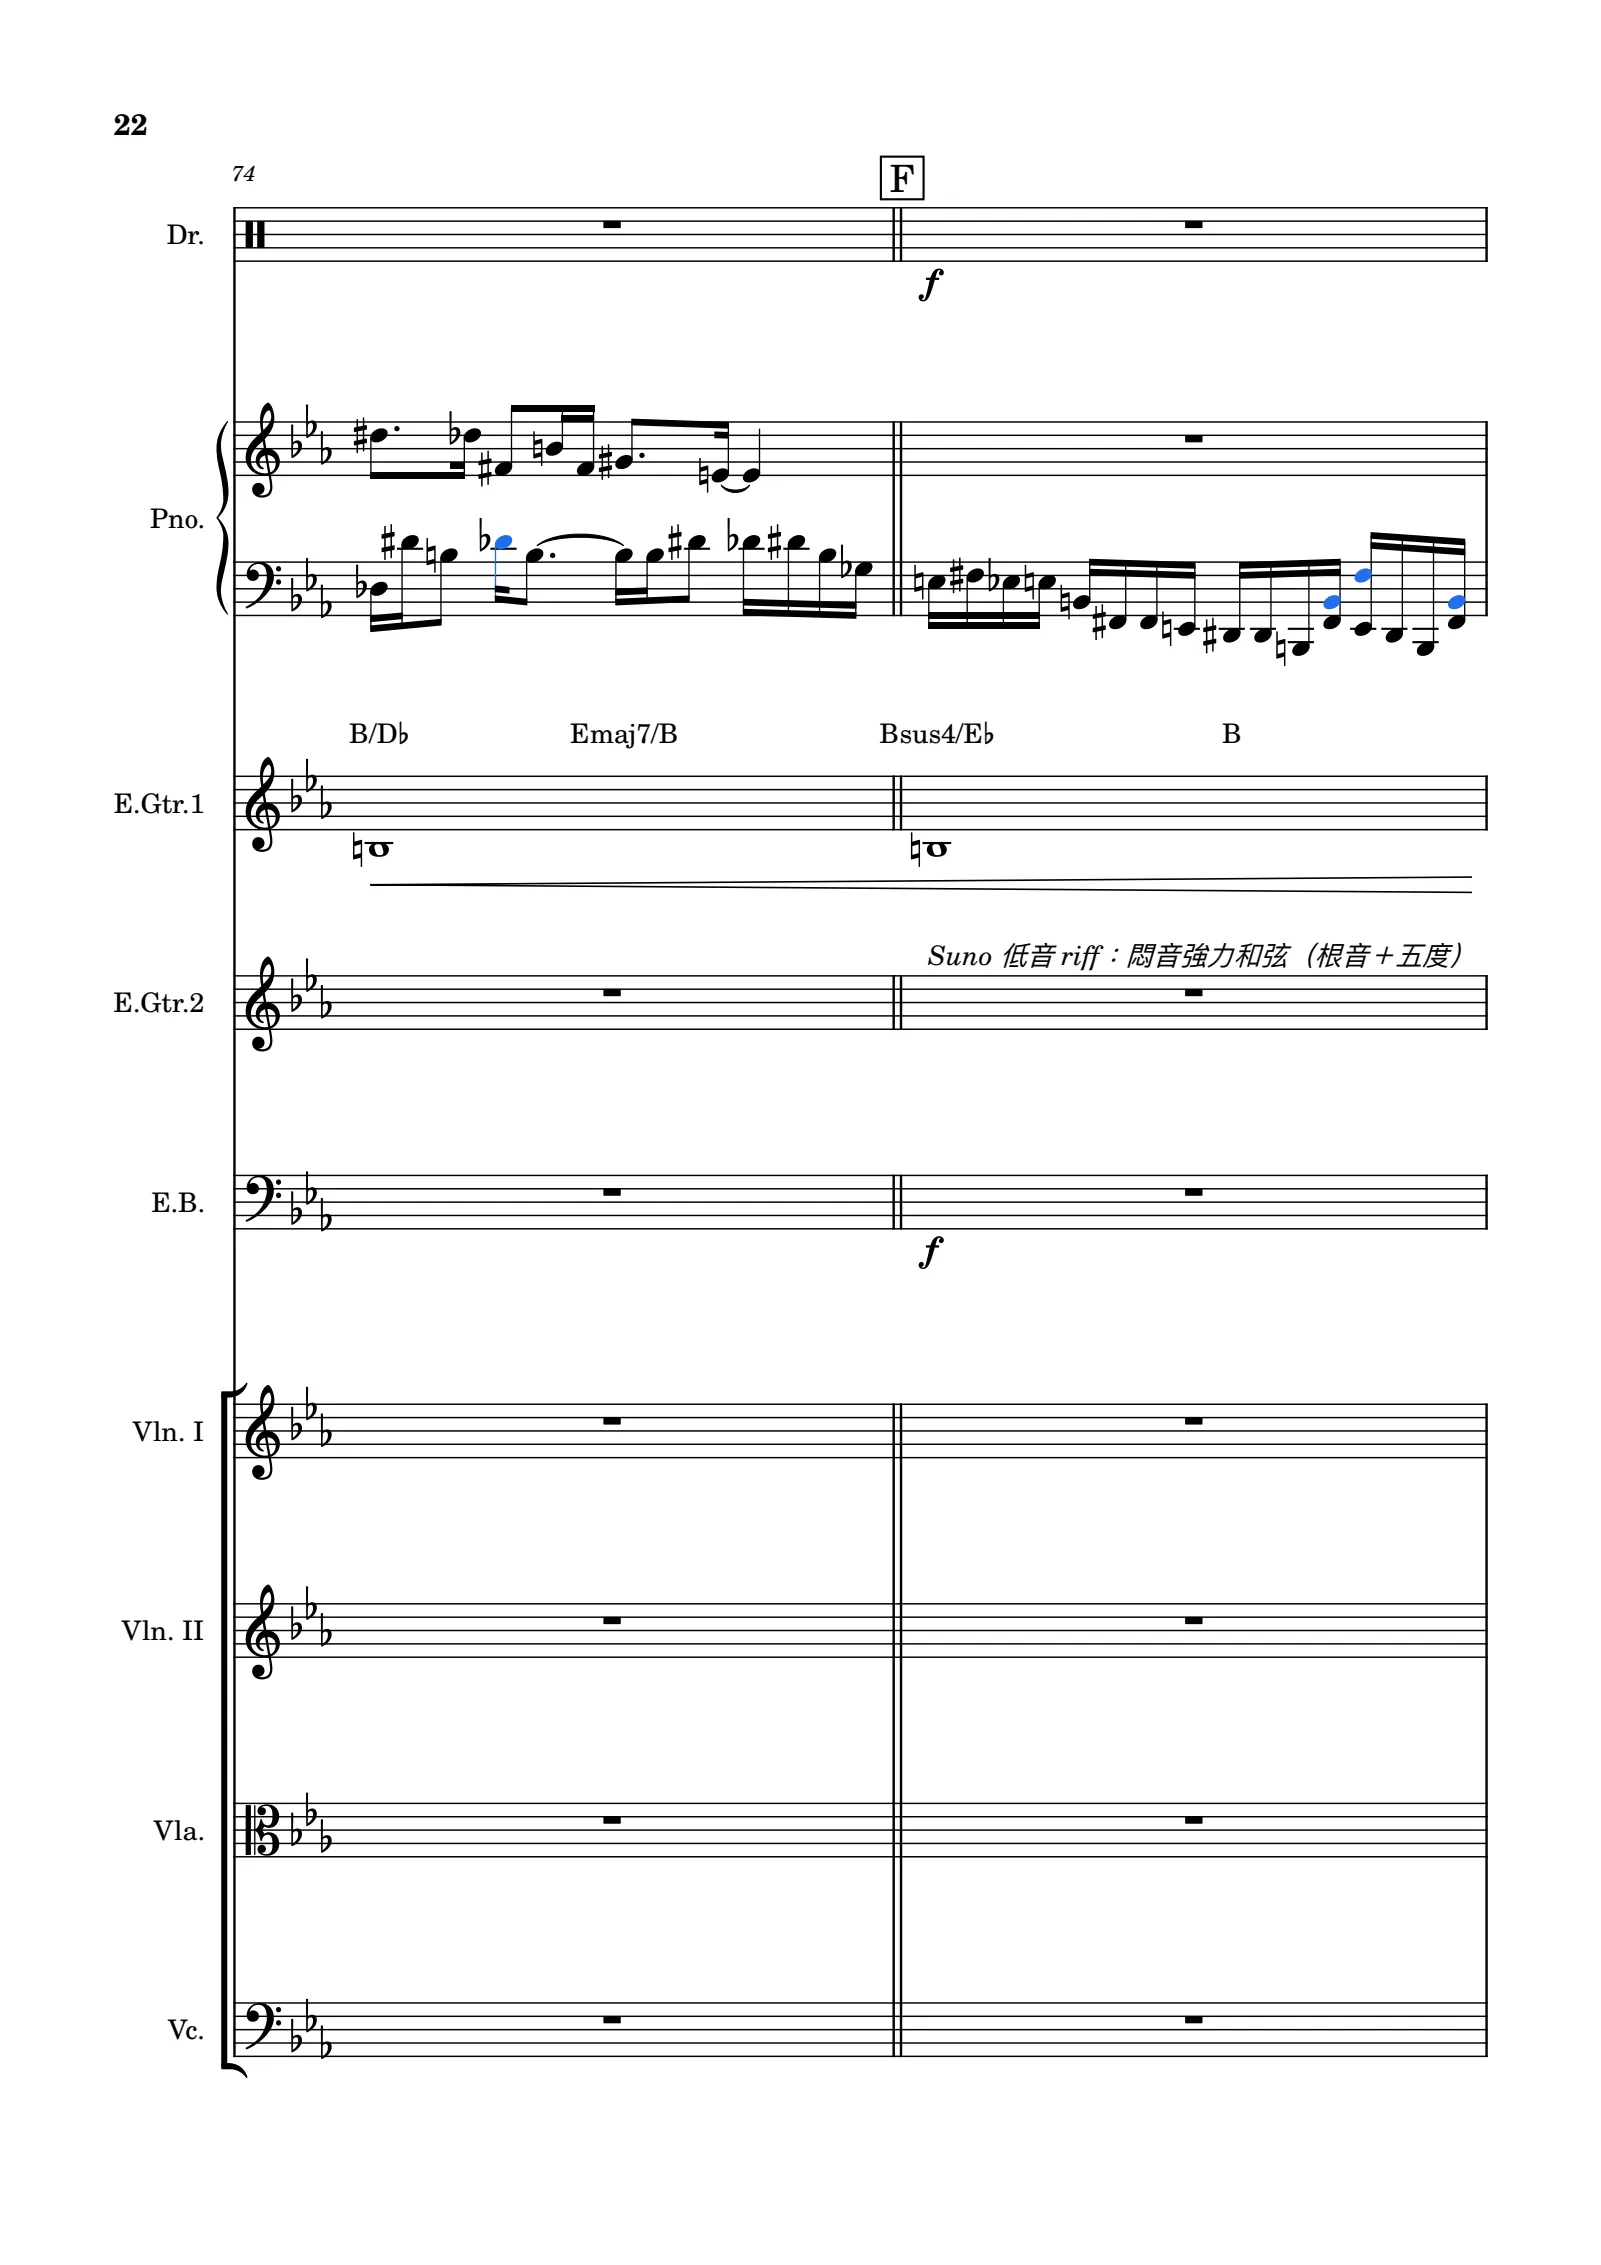 22
74
F
Dr.
f
Pno.
B/D♭ Emaj7/B Bsus4/E♭ B
E.Gtr.1
Suno 低音 riff：悶音強力和弦（根音＋五度）
E.Gtr.2
E.B.
f
Vln. I
Vln. II
Vla.
Vc.